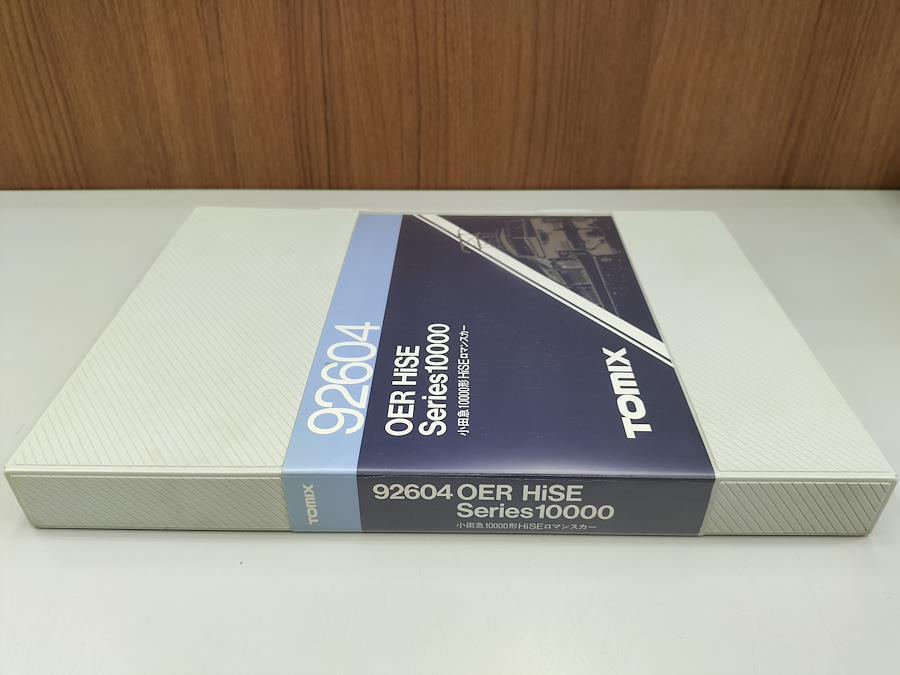 92604
OER HiSE
Series10000
小田急10000形HiSEロマンスカー
TOMIX
TOMIX
92604 OER HiSE
Series10000
小田急10000形HiSEロマンスカー